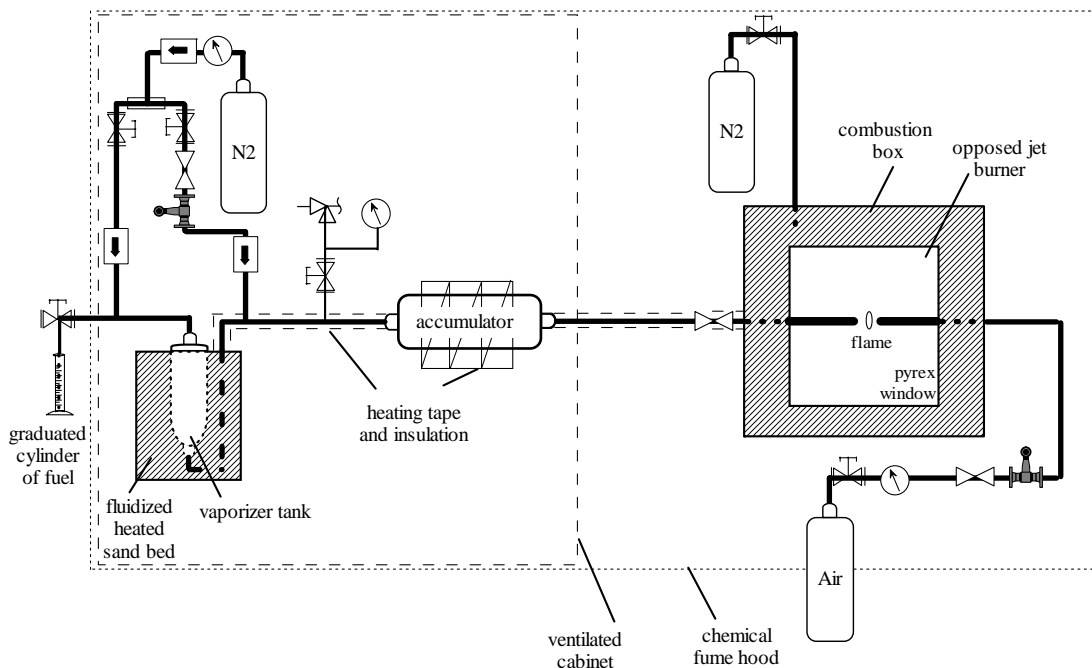 N2
N2
combustion
box
opposed jet
burner
accumulator
flame
pyrex
window
heating tape
and insulation
graduated
cylinder
of fuel
fluidized
heated
sand bed
vaporizer tank
Air
ventilated
cabinet
chemical
fume hood